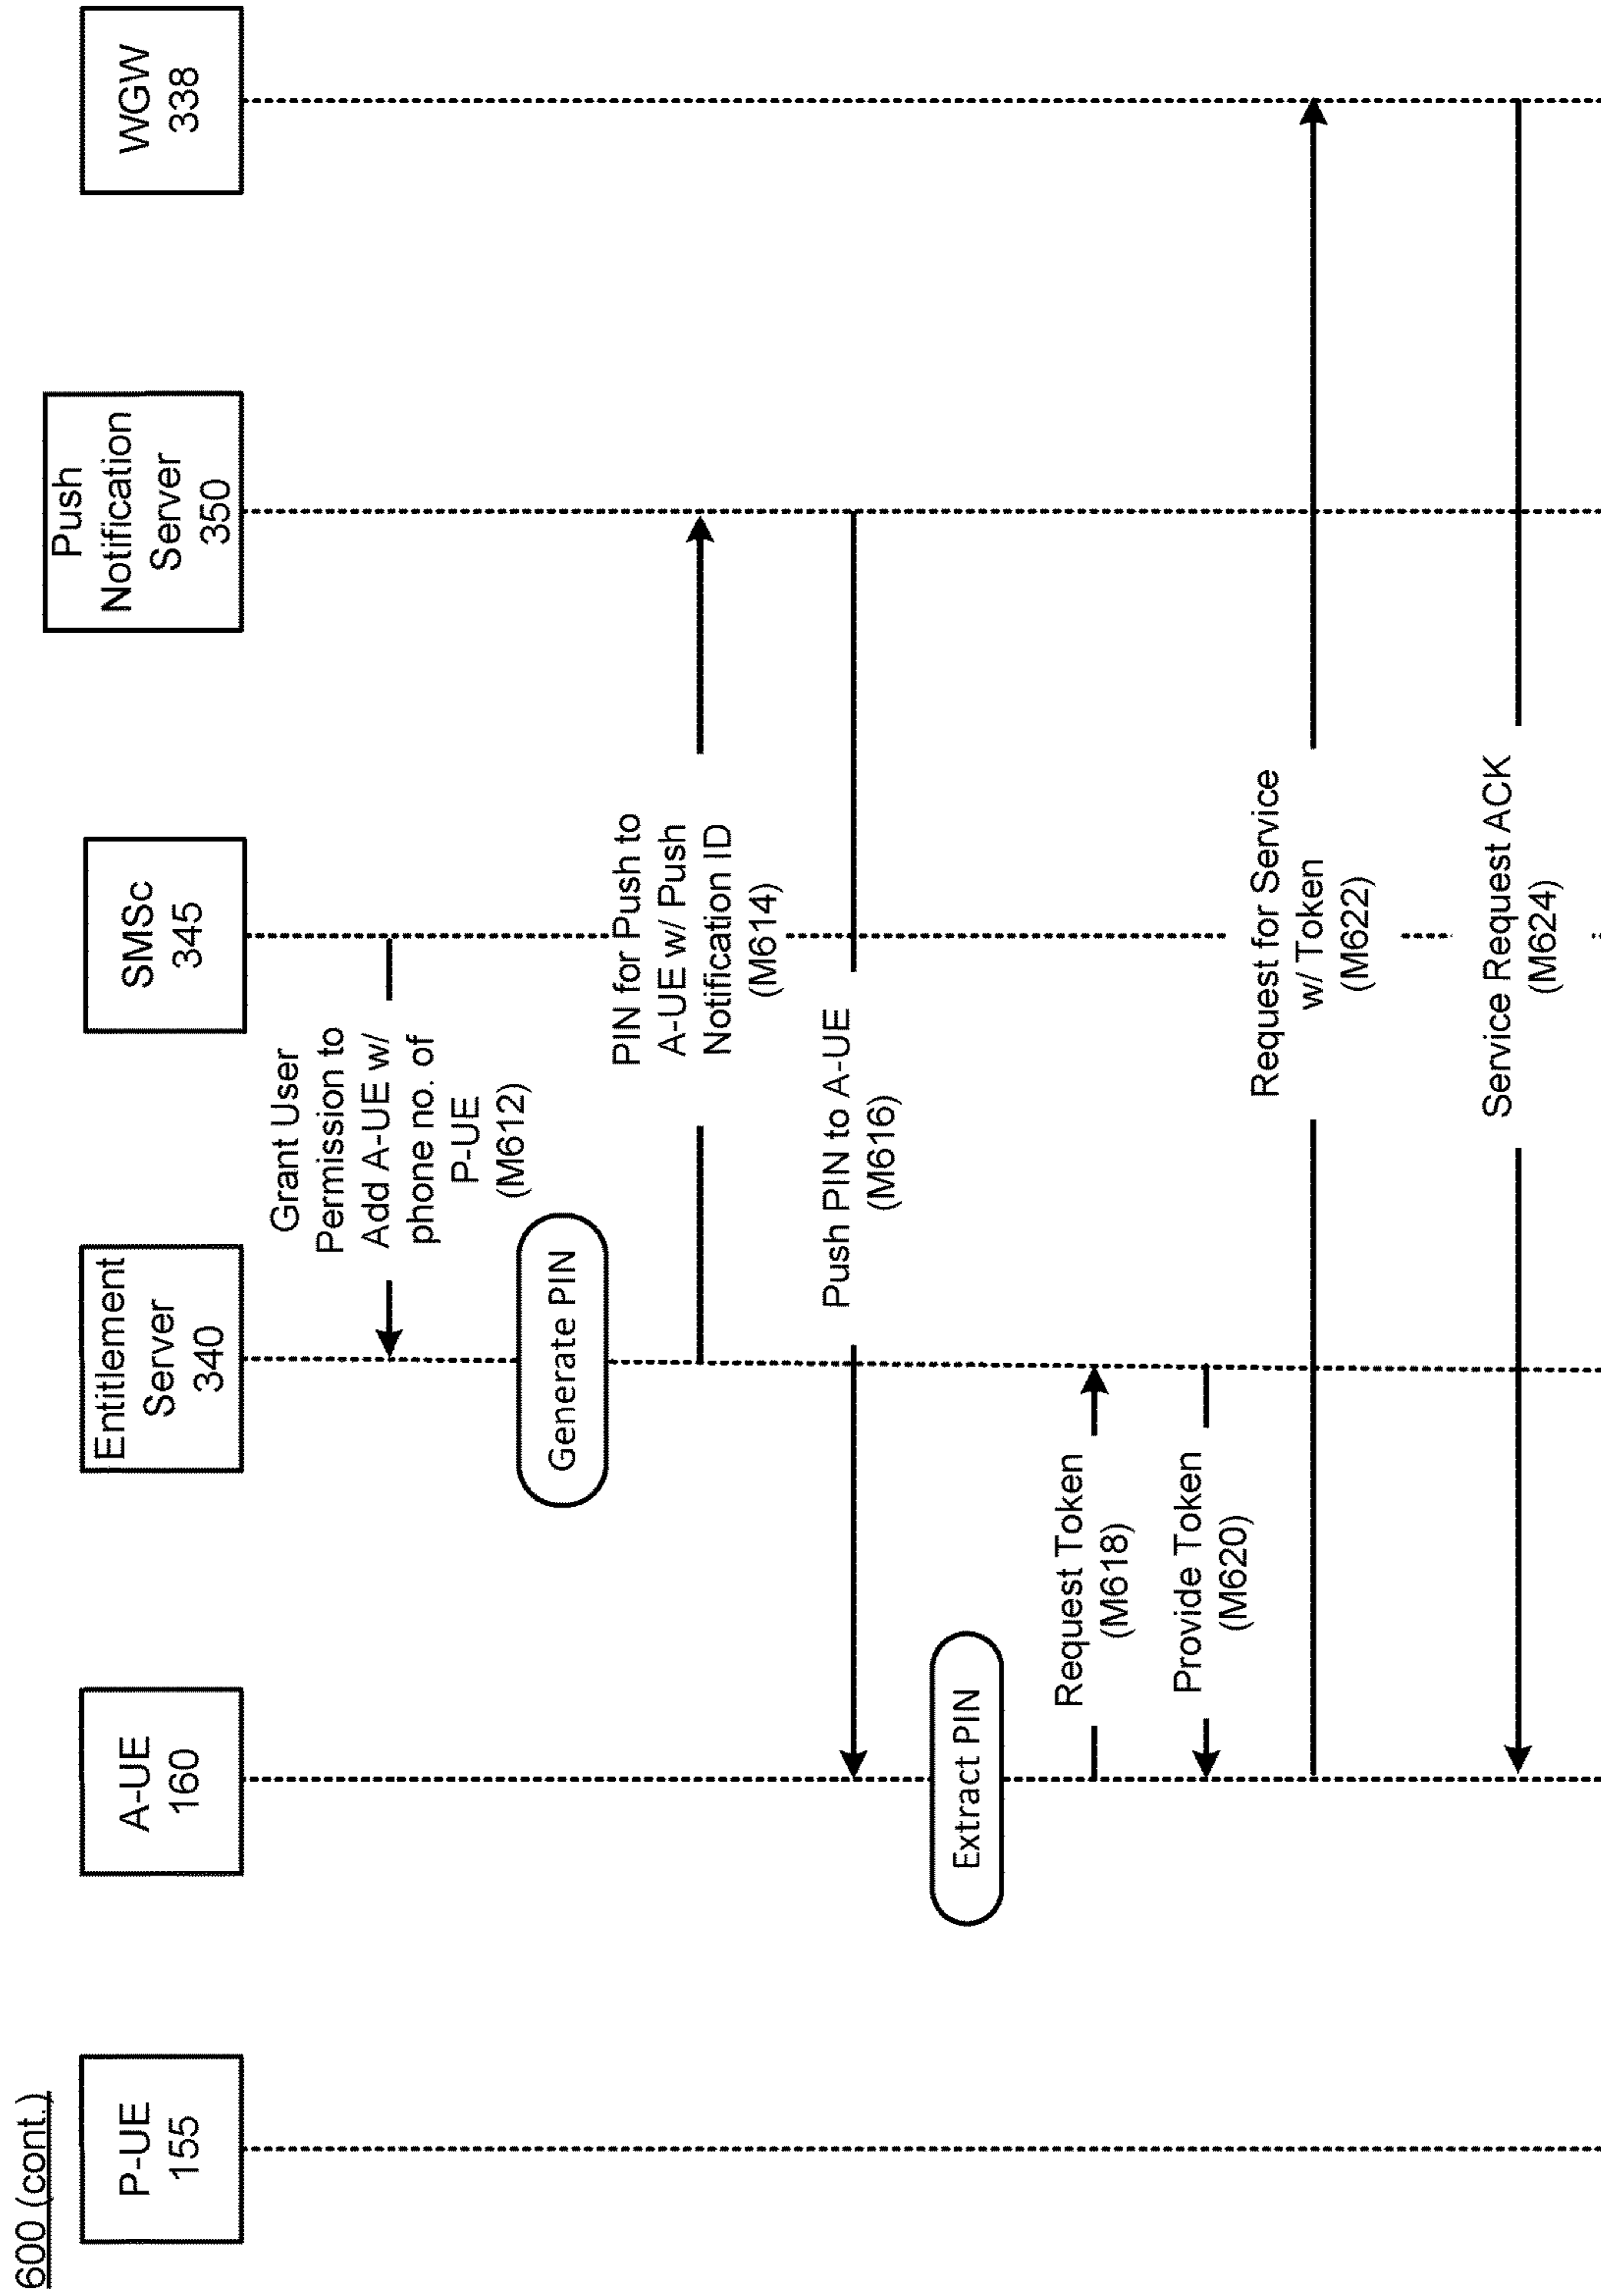 600 (cont.)
P-UE
155
A-UE
160
Entitlement
Server
340
SMSc
345
Push
Notification
Server
350
WGW
338
Grant User
Permission to
Add A-UE w/
phone no. of
P-UE
(M612)
Generate PIN
PIN for Push to
A-UE w/ Push
Notification ID
(M614)
Push PIN to A-UE
(M616)
Extract PIN
Request Token
(M618)
Provide Token
(M620)
Request for Service
w/ Token
(M622)
Service Request ACK
(M624)